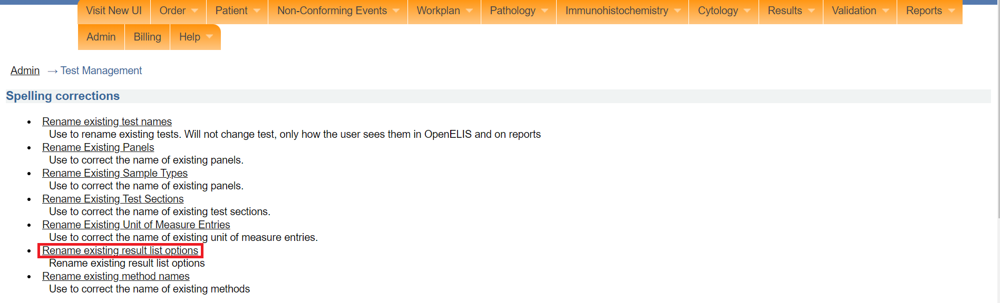 Visit New UI Order Patient Non-Conforming Events Workplan Pathology Immunohistochemistry Cytology Results Validation Reports
Admin Billing Help
Admin → Test Management
Spelling corrections
• Rename existing test names
Use to rename existing tests. Will not change test, only how the user sees them in OpenELIS and on reports
• Rename Existing Panels
Use to correct the name of existing panels.
• Rename Existing Sample Types
Use to correct the name of existing panels.
• Rename Existing Test Sections
Use to correct the name of existing test sections.
• Rename Existing Unit of Measure Entries
Use to correct the name of existing unit of measure entries.
• Rename existing result list options
Rename existing result list options
• Rename existing method names
Use to correct the name of existing methods